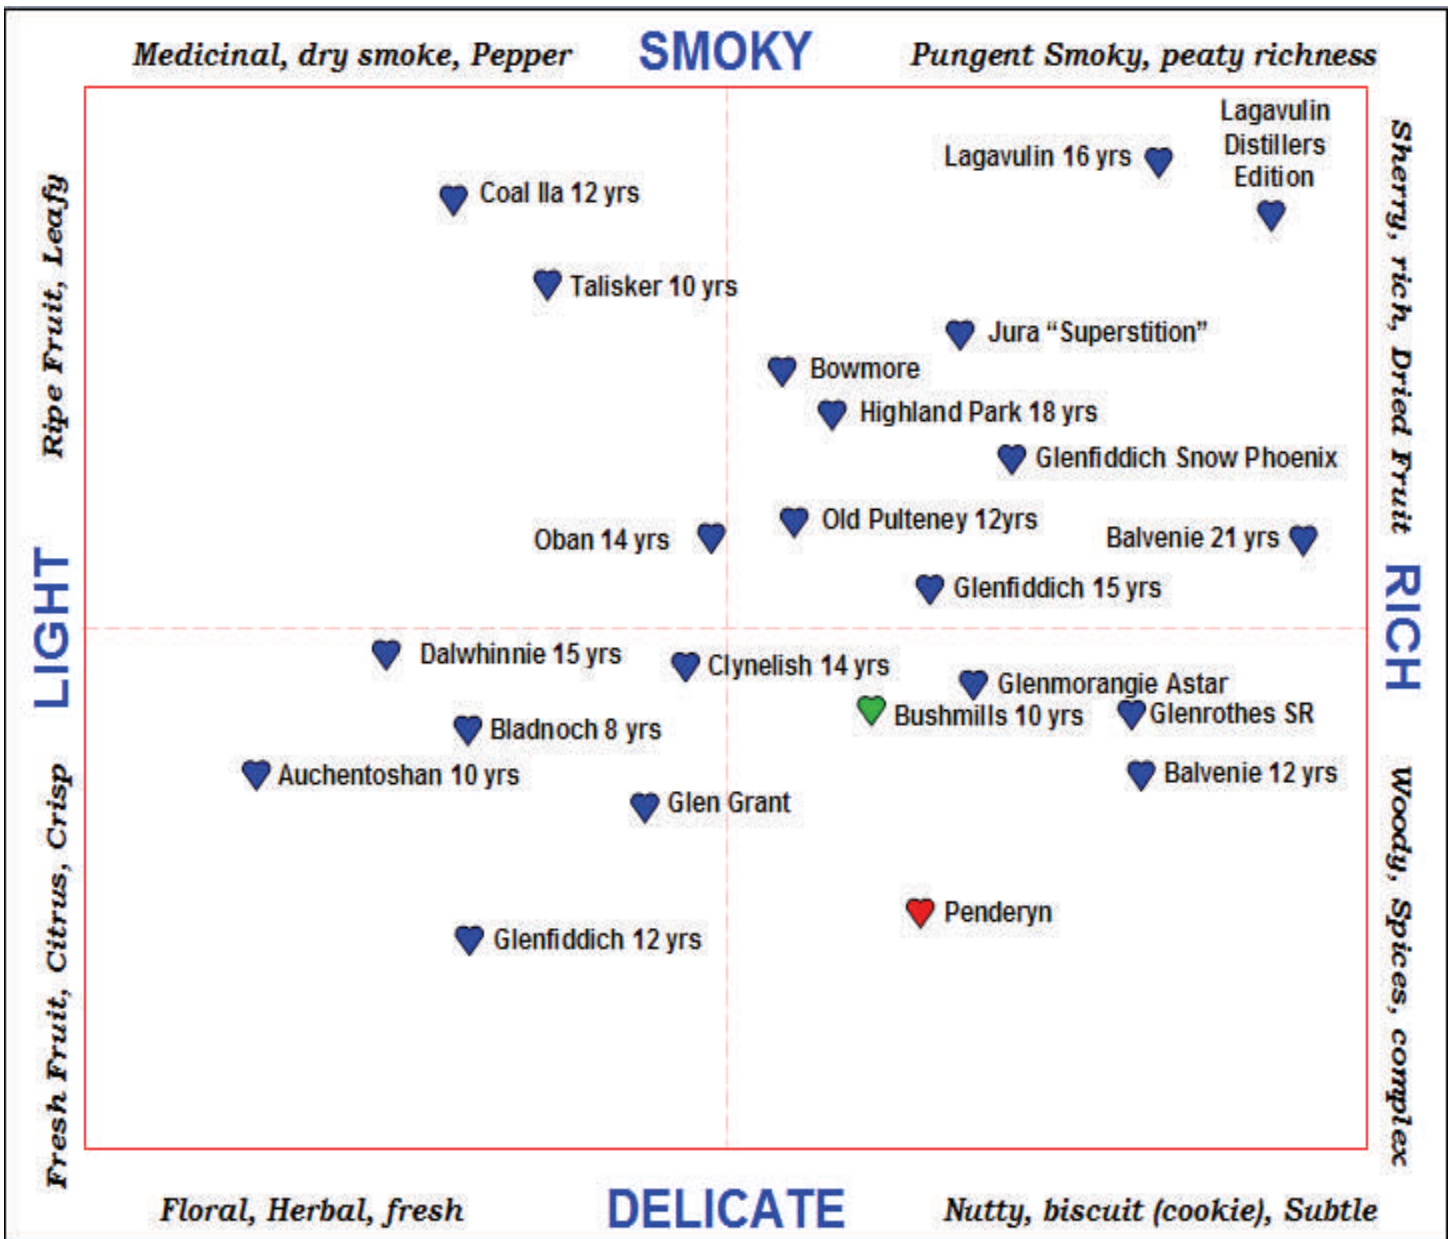 Medicinal, dry smoke, Pepper
SMOKY
Pungent Smoky, peaty richness
Ripe Fruit, Leafy
LIGHT
Fresh Fruit, Citrus, Crisp
Lagavulin
Distillers
Edition
Lagavulin 16 yrs
Coal Ila 12 yrs
Talisker 10 yrs
Jura “Superstition”
Bowmore
Highland Park 18 yrs
Glenfiddich Snow Phoenix
Old Pulteney 12yrs
Oban 14 yrs
Balvenie 21 yrs
Glenfiddich 15 yrs
Dalwhinnie 15 yrs
Clynelish 14 yrs
Glenmorangie Astar
Bushmills 10 yrs
Glenrothes SR
Bladnoch 8 yrs
Auchentoshan 10 yrs
Balvenie 12 yrs
Glen Grant
Penderyn
Glenfiddich 12 yrs
Sherry, rich, Dried Fruit
RICH
Woody, Spices, complex
Floral, Herbal, fresh
DELICATE
Nutty, biscuit (cookie), Subtle